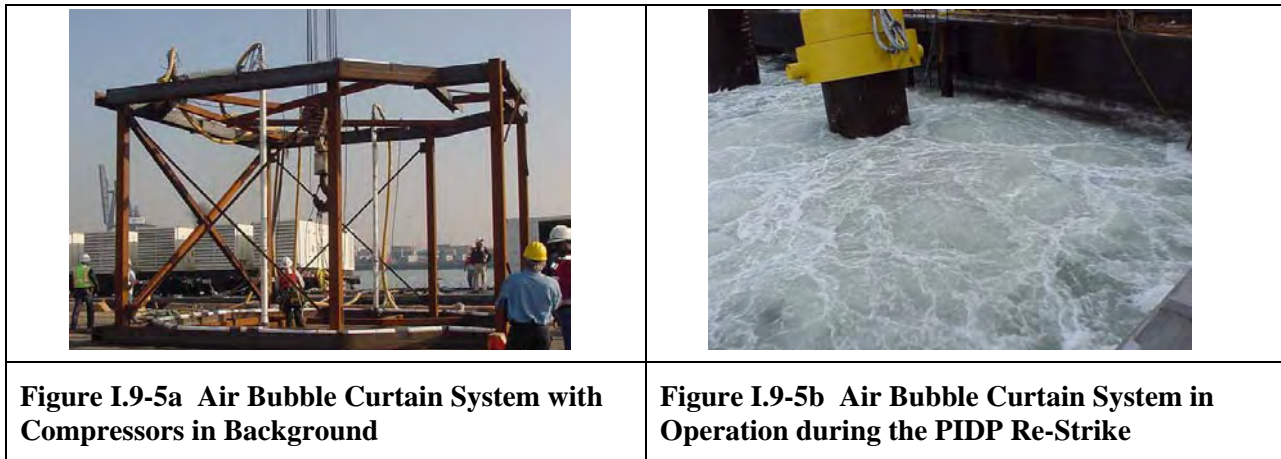 Figure I.9-5a  Air Bubble Curtain System with
Compressors in Background
Figure I.9-5b  Air Bubble Curtain System in
Operation during the PIDP Re-Strike